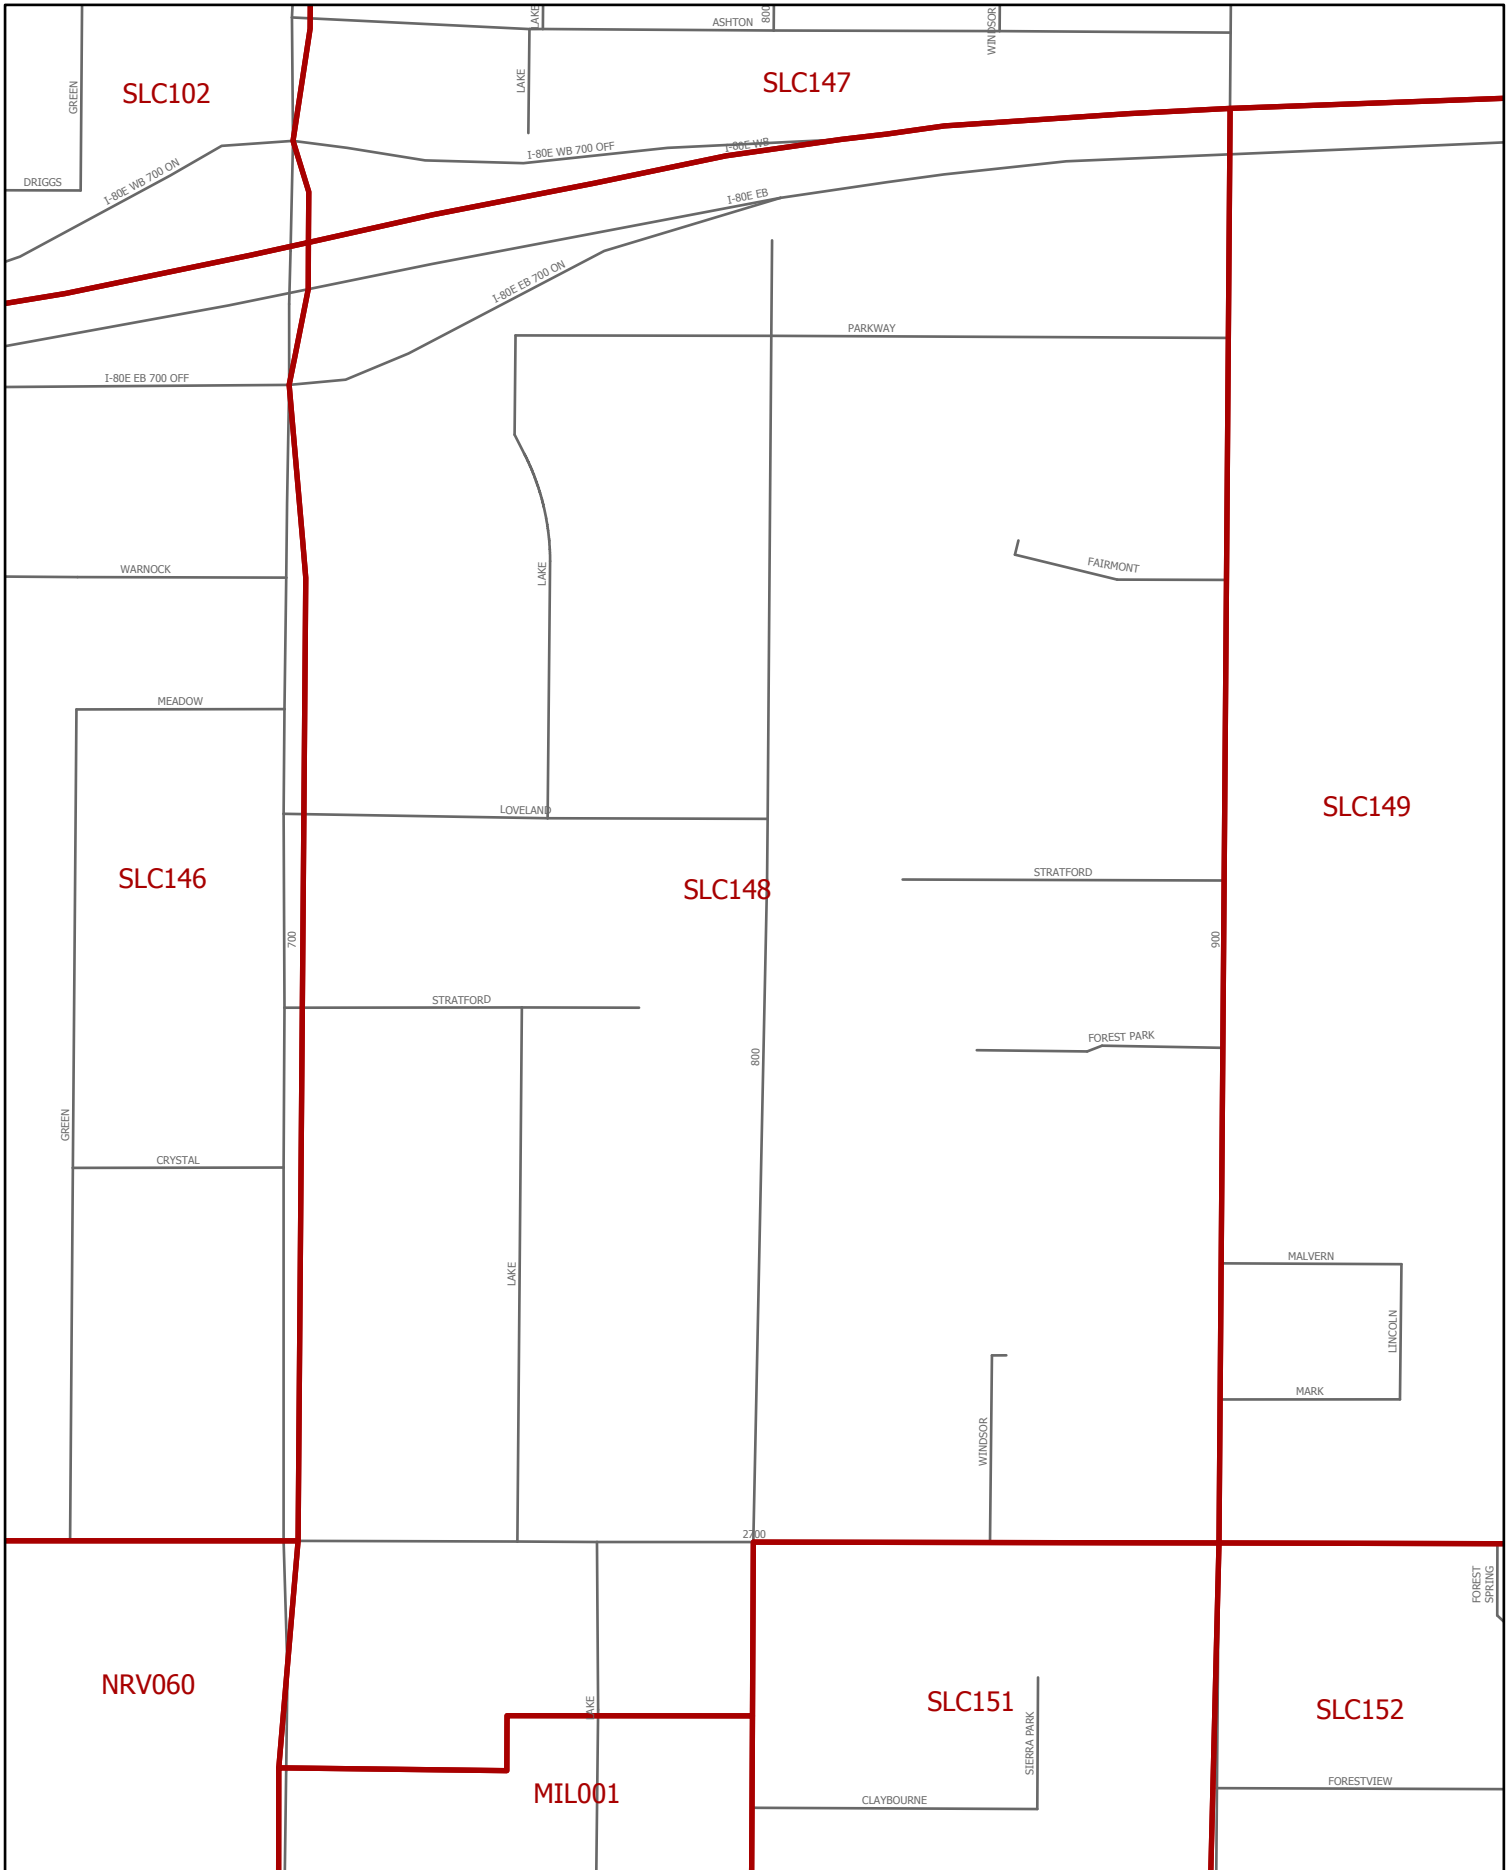 LAKE
800
WINDSOR
ASHTON
GREEN
SLC102
LAKE
SLC147
I-80E WB 700 OFF
I-80E WB
I-80E WB 700 ON
DRIGGS
I-80E EB
I-80E EB 700 ON
PARKWAY
I-80E EB 700 OFF
WARNOCK
LAKE
FAIRMONT
MEADOW
LOVELAND
SLC149
SLC146
SLC148
STRATFORD
700
900
STRATFORD
800
FOREST PARK
GREEN
CRYSTAL
LAKE
MALVERN
LINCOLN
MARK
WINDSOR
2700
FOREST
SPRING
NRV060
LAKE
SLC151
SLC152
SIERRA PARK
MIL001
CLAYBOURNE
FORESTVIEW